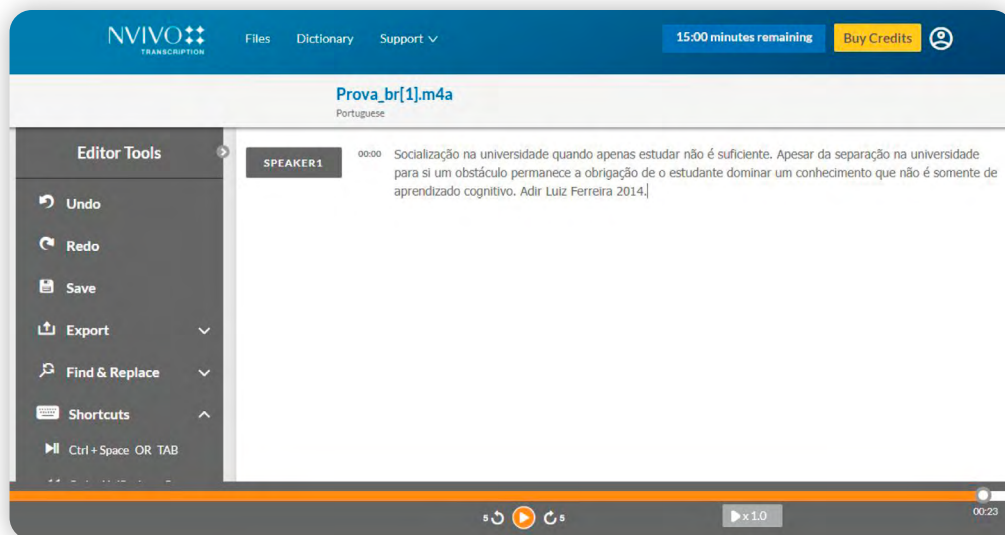 NVIVO
TRANSCRIPTION
Files Dictionary Support
15:00 minutes remaining
Buy Credits
Prova_br[1].m4a
Portuguese
Editor Tools
Undo
Redo
Save
Export
Find & Replace
Shortcuts
Ctrl + Space OR TAB
SPEAKER1
00:00
Socialização na universidade quando apenas estudar não é suficiente. Apesar da separação na universidade
para si um obstáculo permanece a obrigação de o estudante dominar um conhecimento que não é somente de
aprendizado cognitivo. Adir Luiz Ferreira 2014.
5 5
x 1.0
00:23